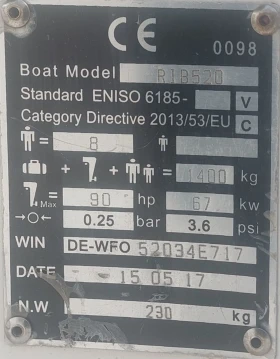 CE 0098
Boat Model RIB520
Standard ENISO 6185- V
Category Directive 2013/53/EU C
= 8
+ + = 1400 kg
Max = 90 hp 67 kw
0.25 bar 3.6 psi
WIN DE-WFO 52034E717
DATE 15 05 17
N.W 230 kg